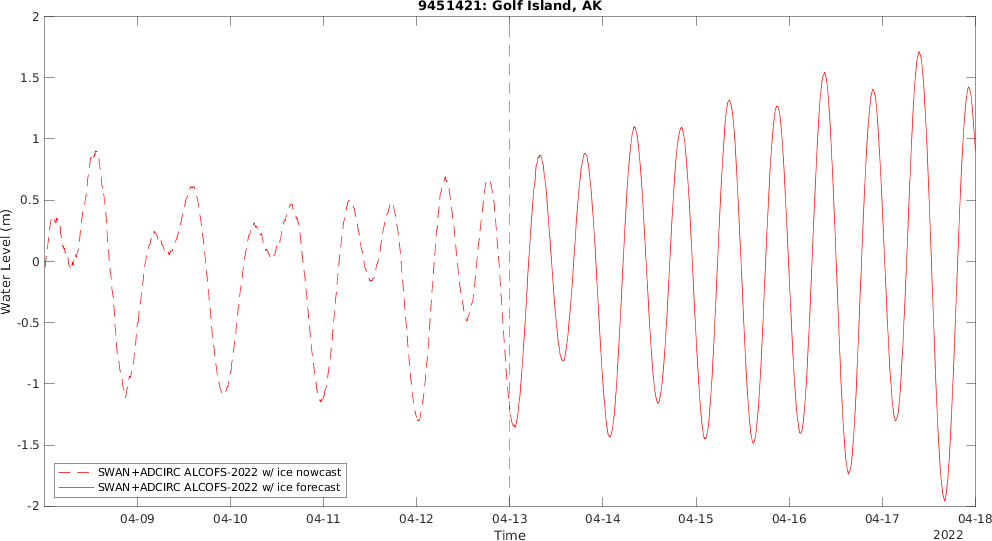 9451421: Golf Island, AK
2
1.5
1
0.5
0
-0.5
-1
-1.5
-2
Water Level (m)
SWAN+ADCIRC ALCOFS-2022 w/ ice nowcast
SWAN+ADCIRC ALCOFS-2022 w/ ice forecast
04-09 04-10 04-11 04-12 04-13 04-14 04-15 04-16 04-17 04-18
Time
2022